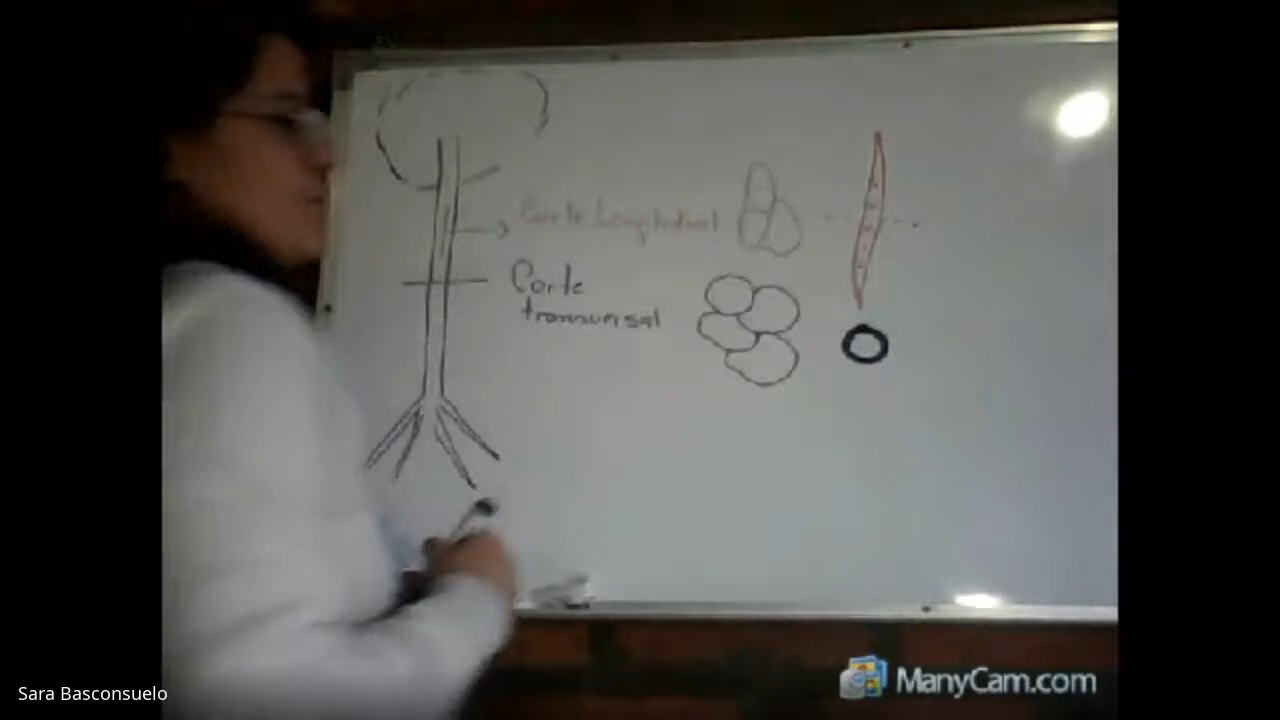 Corte Longitudinal
Corte
transversal
Sara Basconsuelo
ManyCam.com